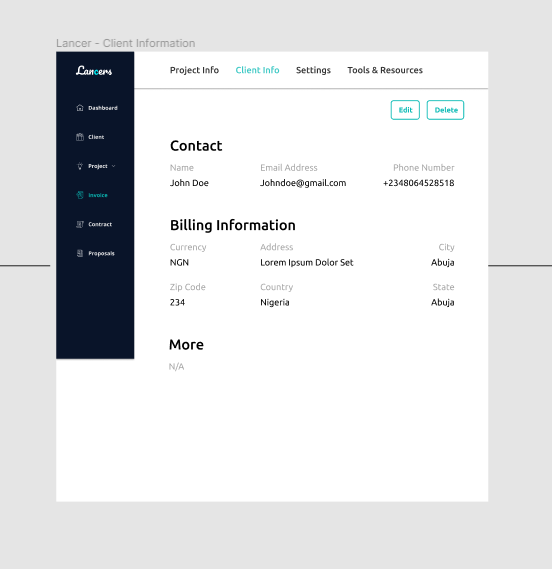 Lancer - Client Information
Lancers
Project Info Client Info Settings Tools & Resources
Dashboard
Client
Project
Invoice
Contract
Proposals
Edit Delete
Contact
Name Email Address Phone Number
John Doe Johndoe@gmail.com +2348064528518
Billing Information
Currency Address City
NGN Lorem Ipsum Dolor Set Abuja
Zip Code Country State
234 Nigeria Abuja
More
N/A